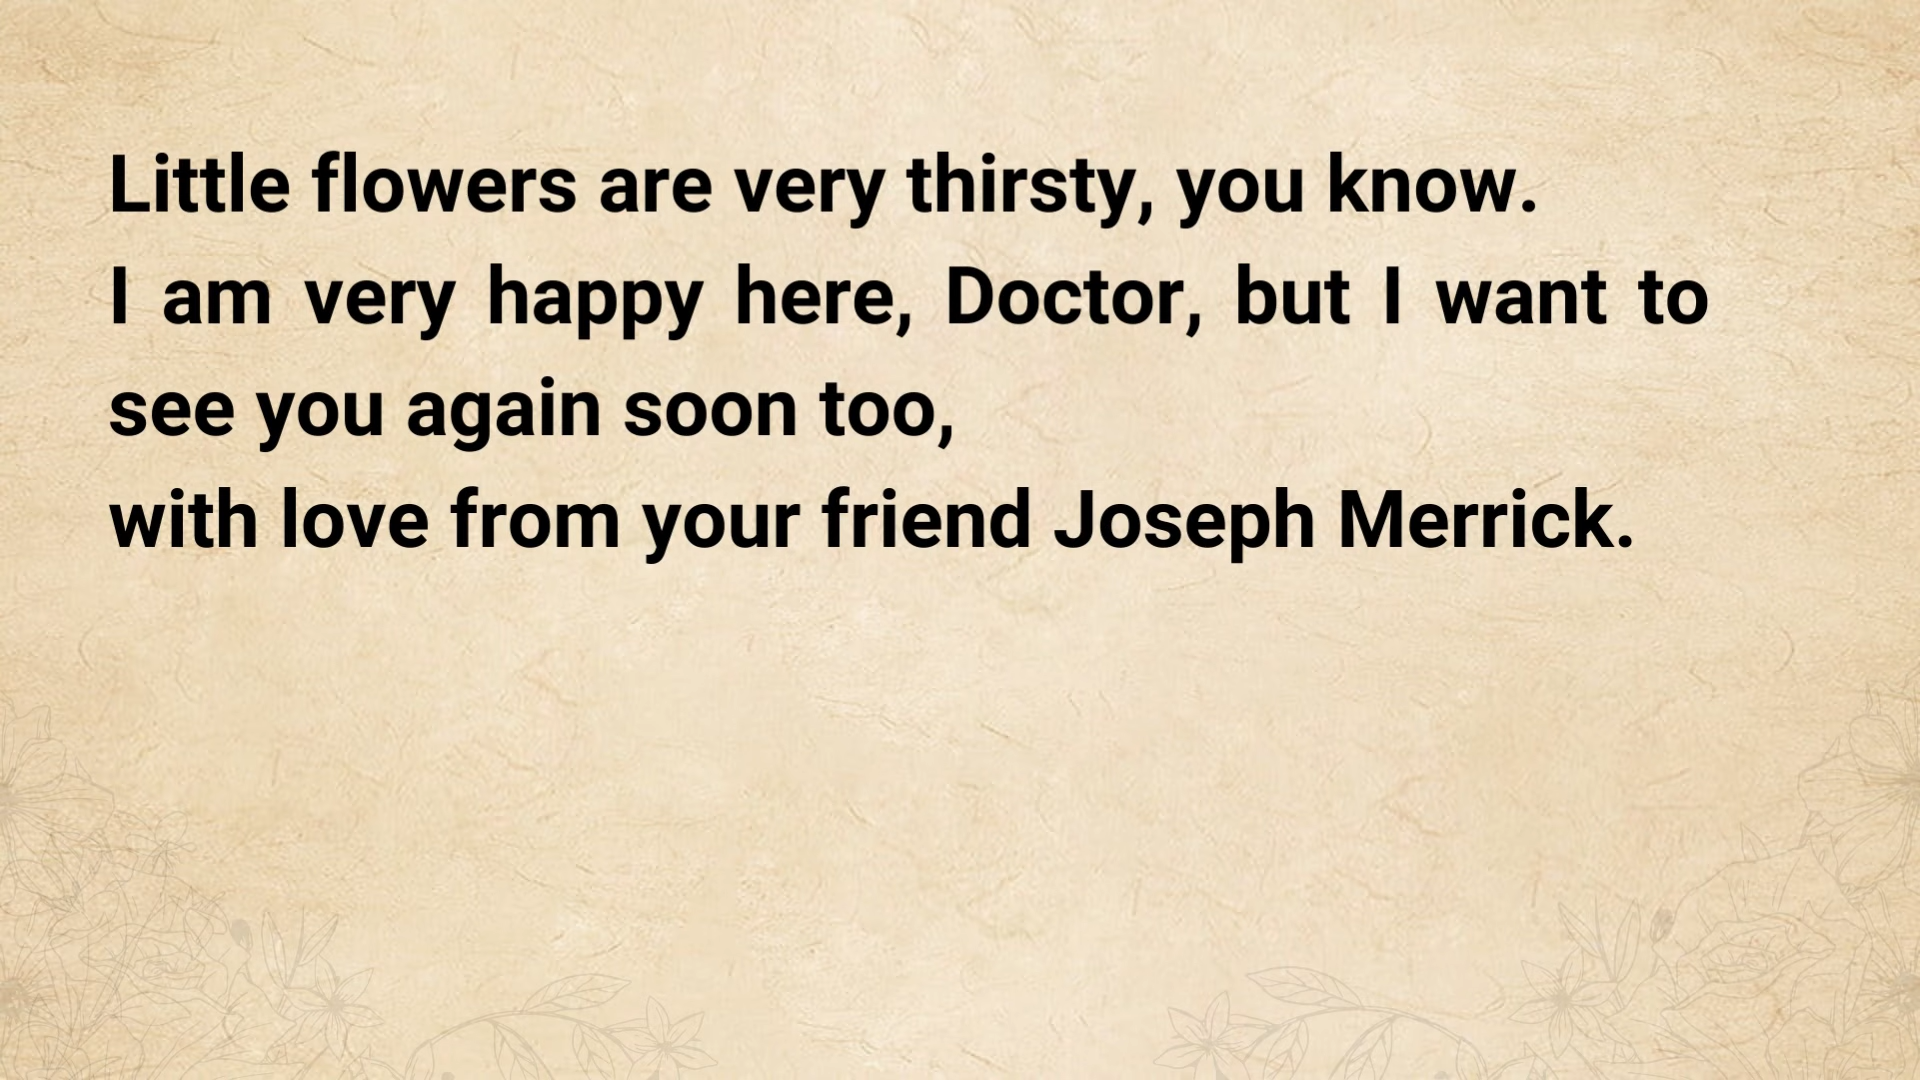 Little flowers are very thirsty, you know.
I am very happy here, Doctor, but I want to
see you again soon too,
with love from your friend Joseph Merrick.